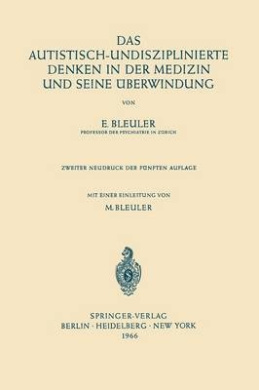 DAS
AUTISTISCH-UNDISZIPLINIERTE
DENKEN IN DER MEDIZIN
UND SEINE ÜBERWINDUNG
VON
E. BLEULER
PROFESSOR DER PSYCHIATRIE IN ZÜRICH
ZWEITER NEUDRUCK DER FÜNFTEN AUFLAGE
MIT EINER EINLEITUNG VON
M. BLEULER
SPRINGER-VERLAG
BERLIN · HEIDELBERG · NEW YORK
1966